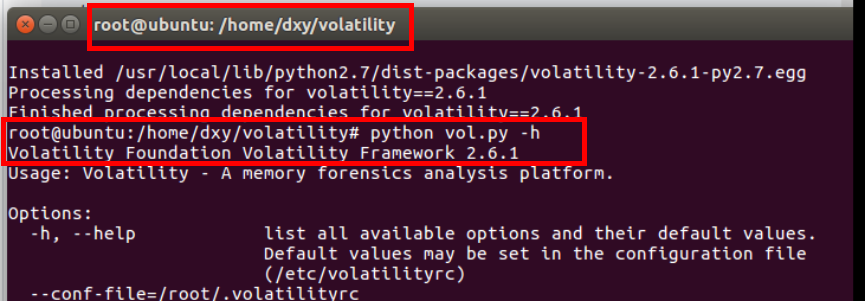 root@ubuntu: /home/dxy/volatility
Installed /usr/local/lib/python2.7/dist-packages/volatility-2.6.1-py2.7.egg
Processing dependencies for volatility==2.6.1
Finished processing dependencies for volatility==2.6.1
root@ubuntu:/home/dxy/volatility# python vol.py -h
Volatility Foundation Volatility Framework 2.6.1
Usage: Volatility - A memory forensics analysis platform.
Options:
-h, --help list all available options and their default values.
Default values may be set in the configuration file
(/etc/volatilityrc)
--conf-file=/root/.volatilityrc